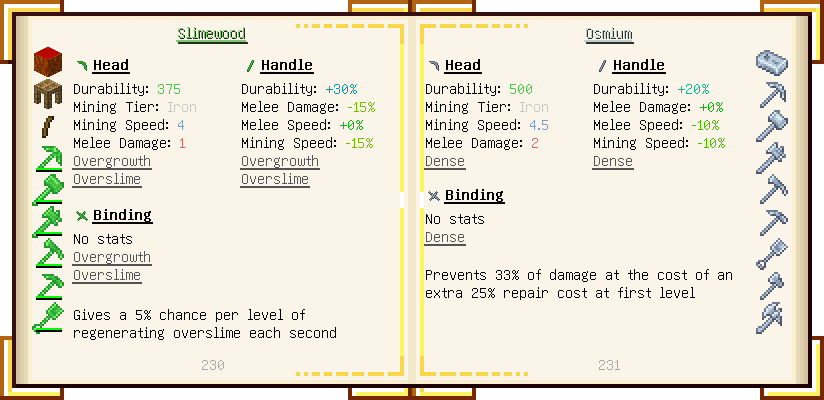 Slimewood
Head
Durability: 375
Mining Tier: Iron
Mining Speed: 4
Melee Damage: 1
Overgrowth
Overslime
Handle
Durability: +30%
Melee Damage: -15%
Melee Speed: +0%
Mining Speed: -15%
Overgrowth
Overslime
Binding
No stats
Overgrowth
Overslime
Gives a 5% chance per level of
regenerating overslime each second
230
Osmium
Head
Durability: 500
Mining Tier: Iron
Mining Speed: 4.5
Melee Damage: 2
Dense
Handle
Durability: +20%
Melee Damage: +0%
Melee Speed: -10%
Mining Speed: -10%
Dense
Binding
No stats
Dense
Prevents 33% of damage at the cost of an
extra 25% repair cost at first level
231